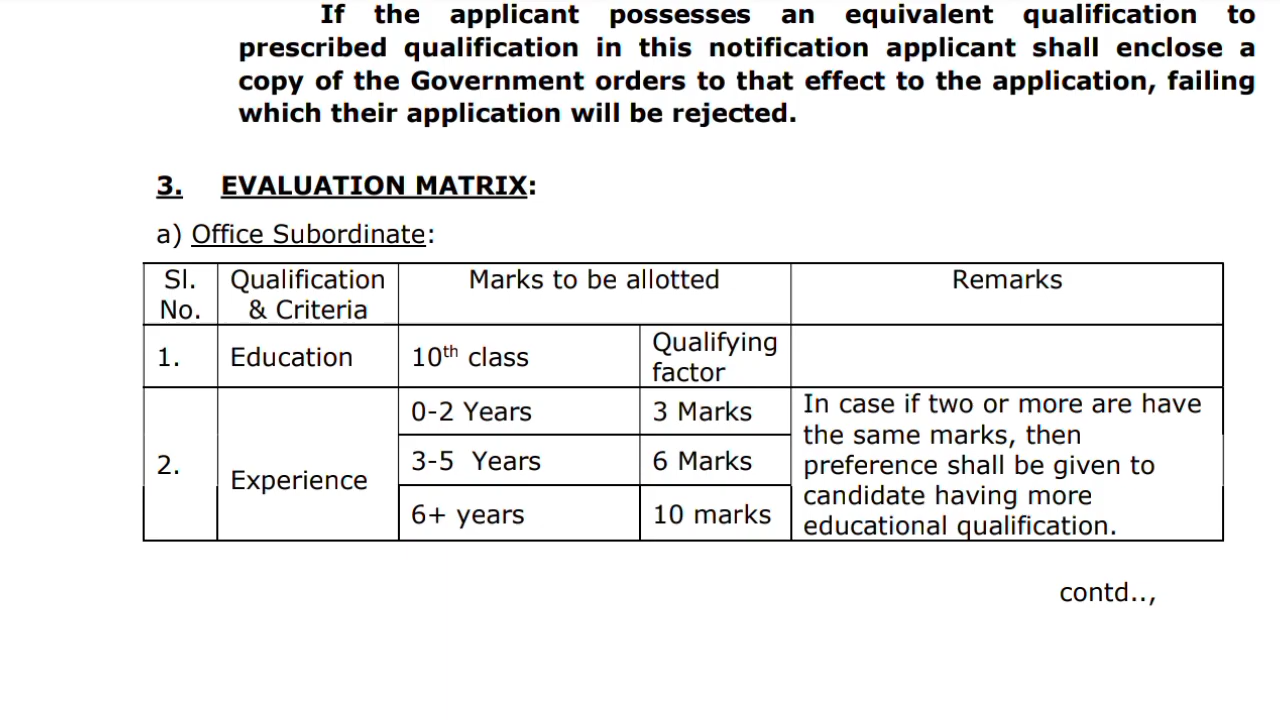 If the applicant possesses an equivalent qualification to
prescribed qualification in this notification applicant shall enclose a
copy of the Government orders to that effect to the application, failing
which their application will be rejected.
3. EVALUATION MATRIX:
a) Office Subordinate:
Sl. No. Qualification & Criteria Marks to be allotted Remarks
1. Education 10th class Qualifying factor
2. Experience
0-2 Years 3 Marks
3-5 Years 6 Marks
6+ years 10 marks
In case if two or more are have
the same marks, then
preference shall be given to
candidate having more
educational qualification.
contd..,